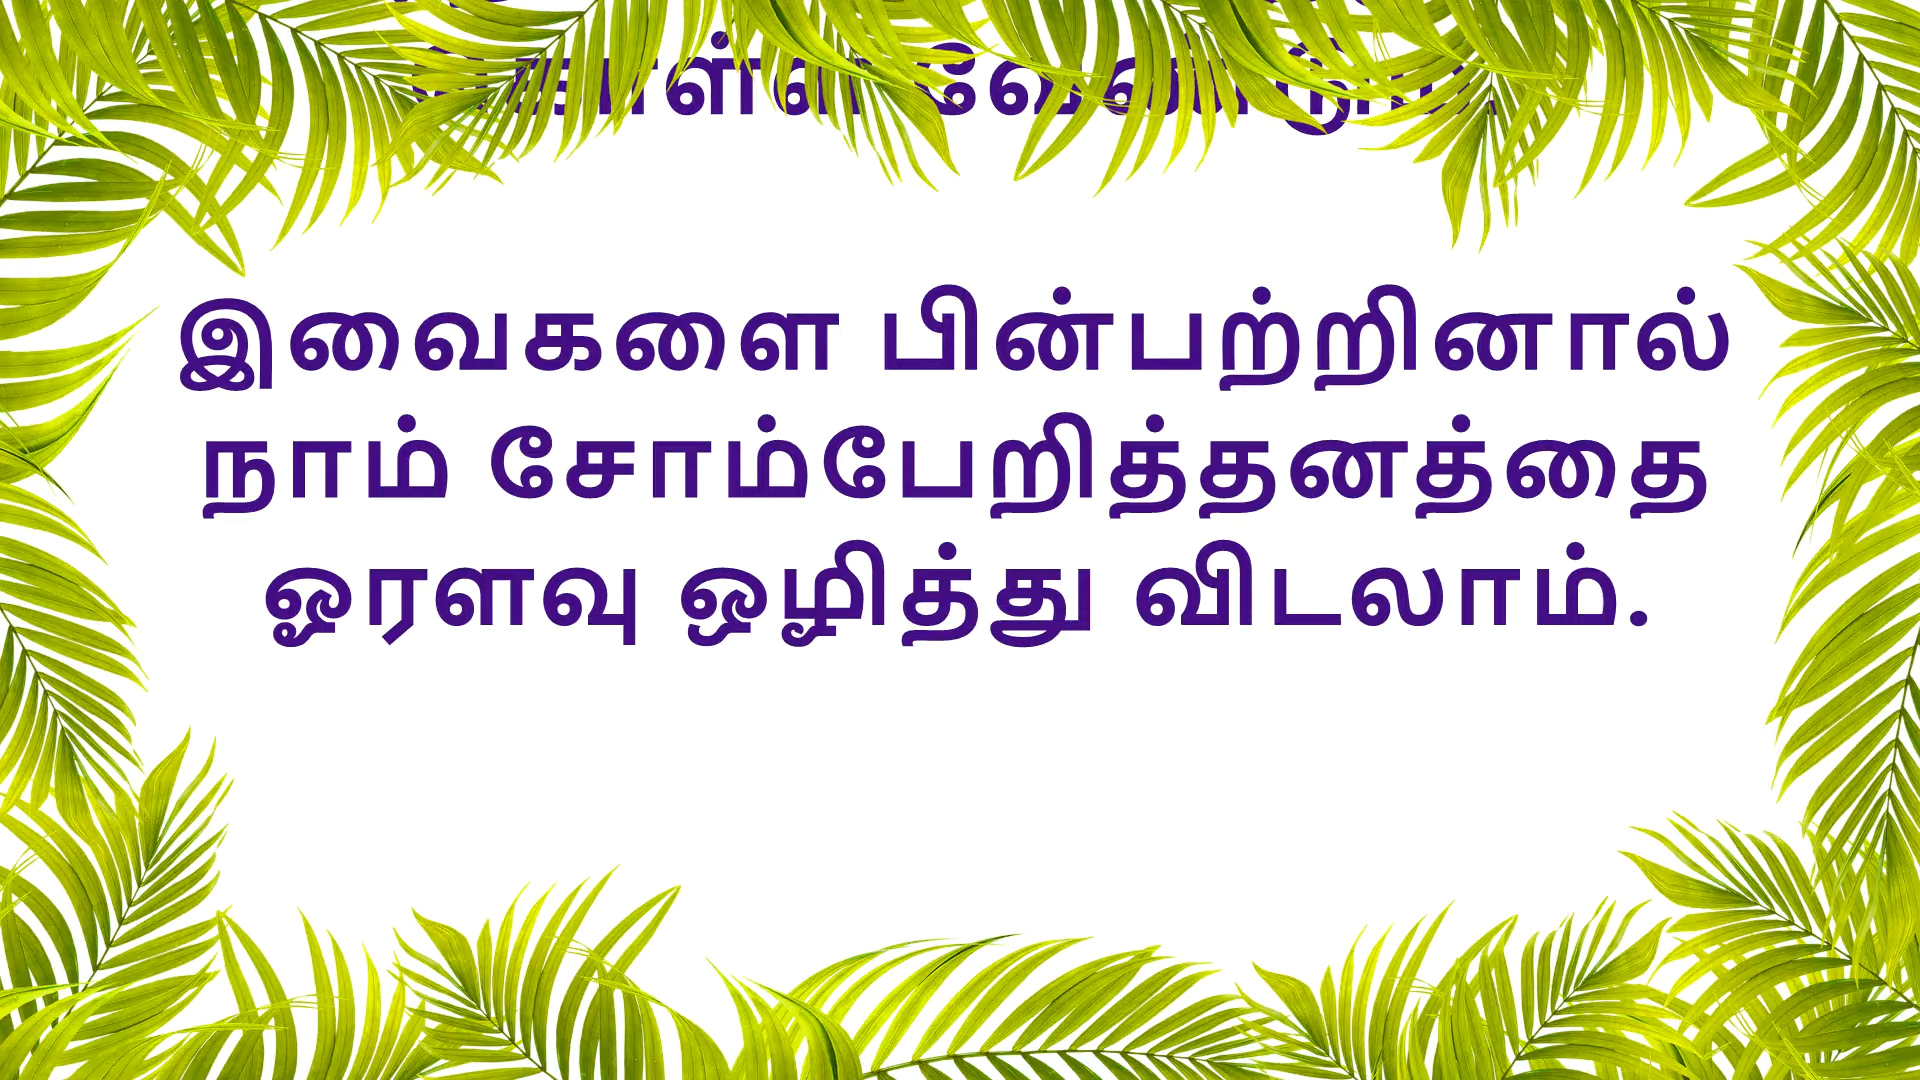 கொள்ள வேண்டும்.
இவைகளை பின்பற்றினால்
நாம் சோம்பேறித்தனத்தை
ஓரளவு ஒழித்து விடலாம்.